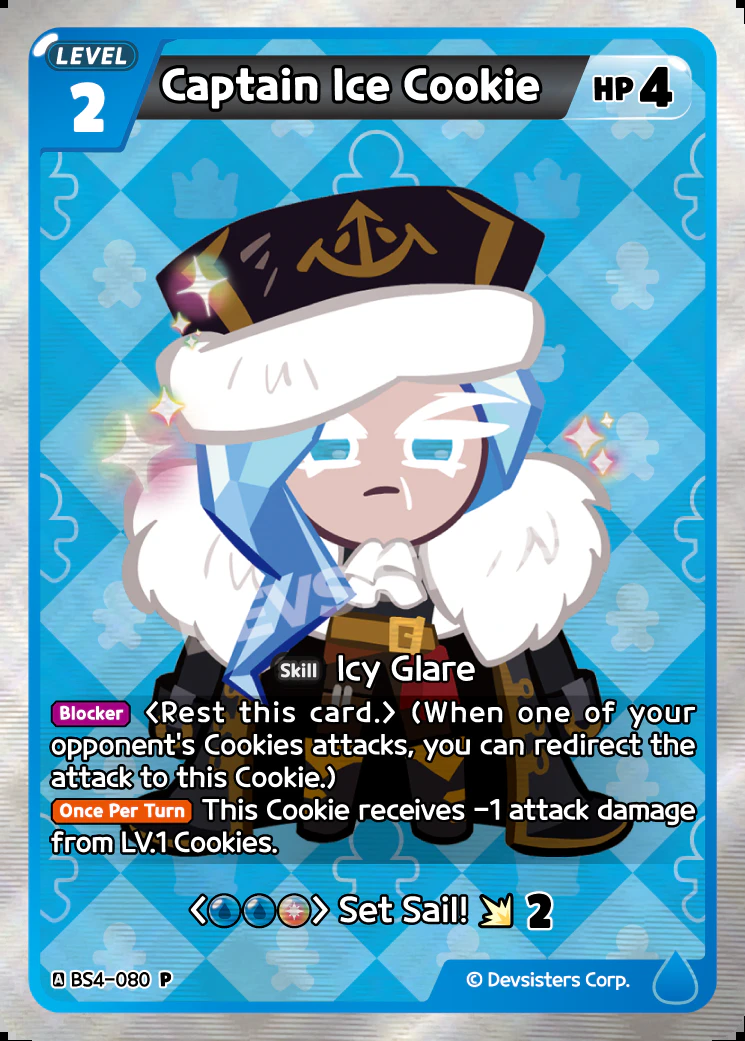 LEVEL
2
Captain Ice Cookie
HP 4
Skill Icy Glare
Blocker <Rest this card.> (When one of your
opponent's Cookies attacks, you can redirect the
attack to this Cookie.)
Once Per Turn This Cookie receives -1 attack damage
from LV.1 Cookies.
< > Set Sail! 2
A BS4-080 P
© Devsisters Corp.